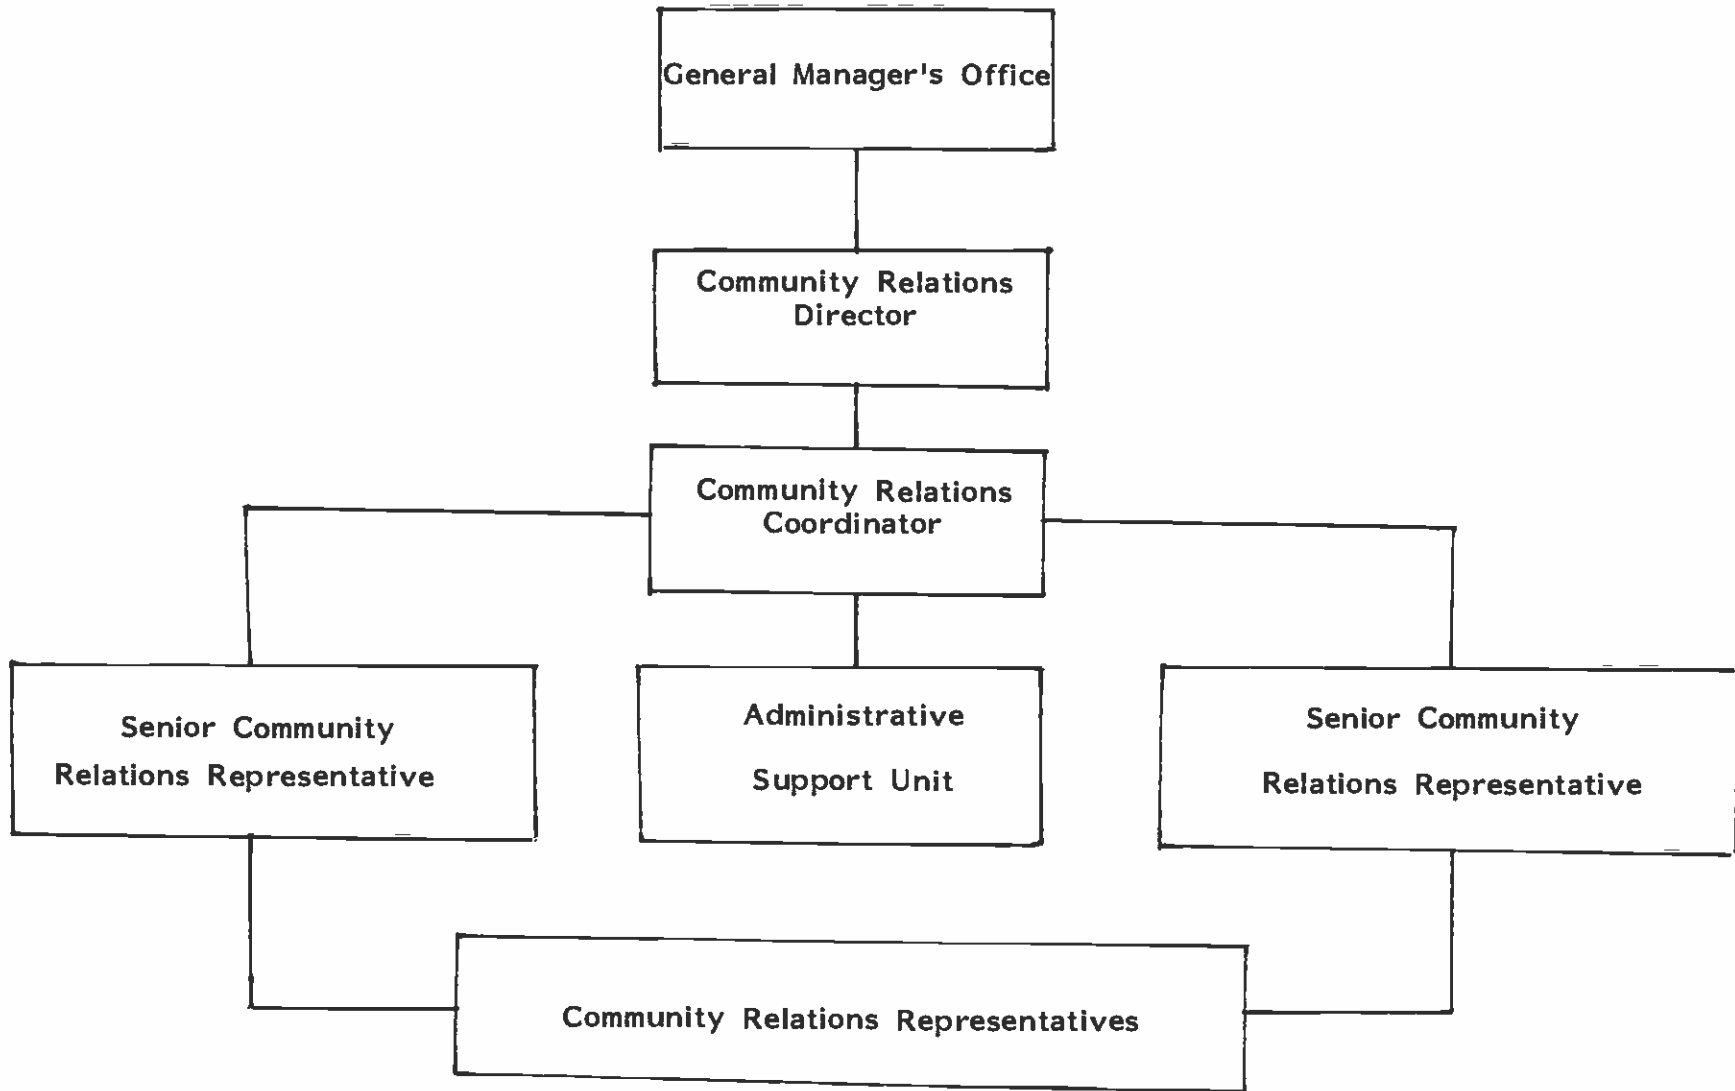 General Manager's Office
Community Relations
Director
Community Relations
Coordinator
Senior Community
Relations Representative
Administrative
Support Unit
Senior Community
Relations Representative
Community Relations Representatives